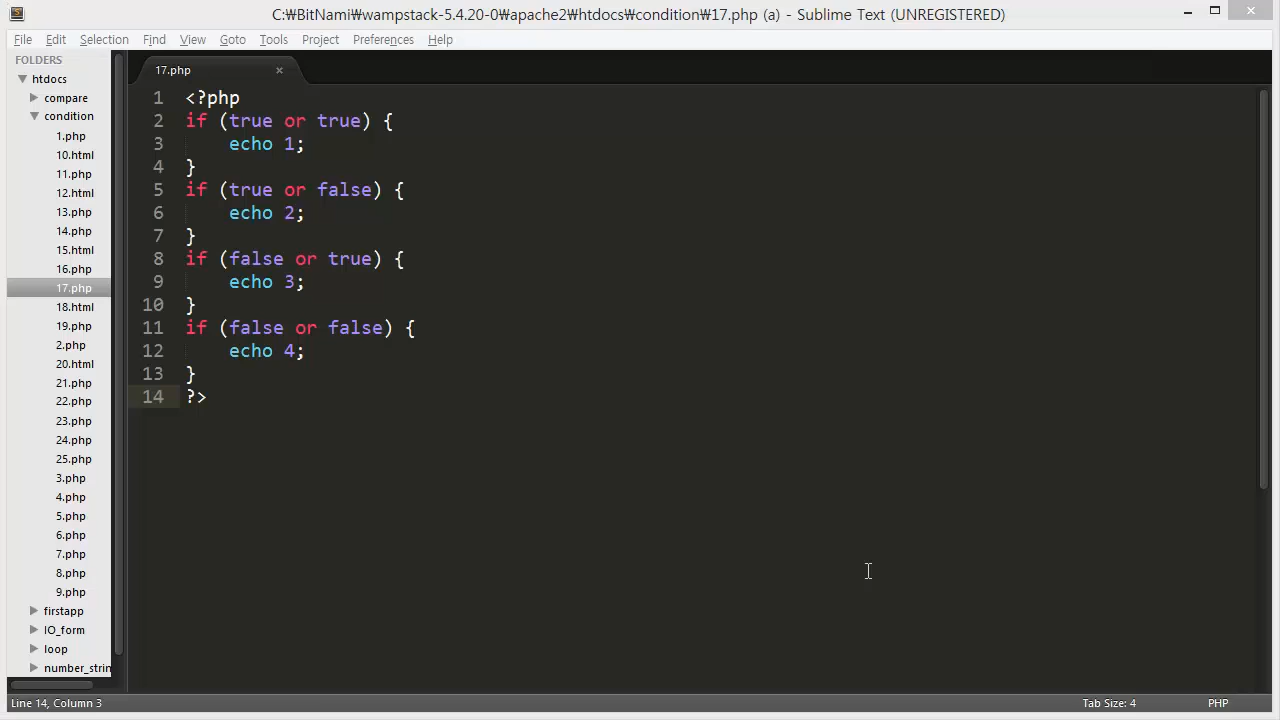 C:₩BitNami₩wampstack-5.4.20-0₩apache2₩htdocs₩condition₩17.php (a) - Sublime Text (UNREGISTERED)
File Edit Selection Find View Goto Tools Project Preferences Help
FOLDERS
htdocs
compare
condition
1.php
10.html
11.php
12.html
13.php
14.php
15.html
16.php
17.php
18.html
19.php
2.php
20.html
21.php
22.php
23.php
24.php
25.php
3.php
4.php
5.php
6.php
7.php
8.php
9.php
firstapp
IO_form
loop
number_strin
17.php ×
1 <?php
2 if (true or true) {
3     echo 1;
4 }
5 if (true or false) {
6     echo 2;
7 }
8 if (false or true) {
9     echo 3;
10 }
11 if (false or false) {
12     echo 4;
13 }
14 ?>
Line 14, Column 3 Tab Size: 4 PHP